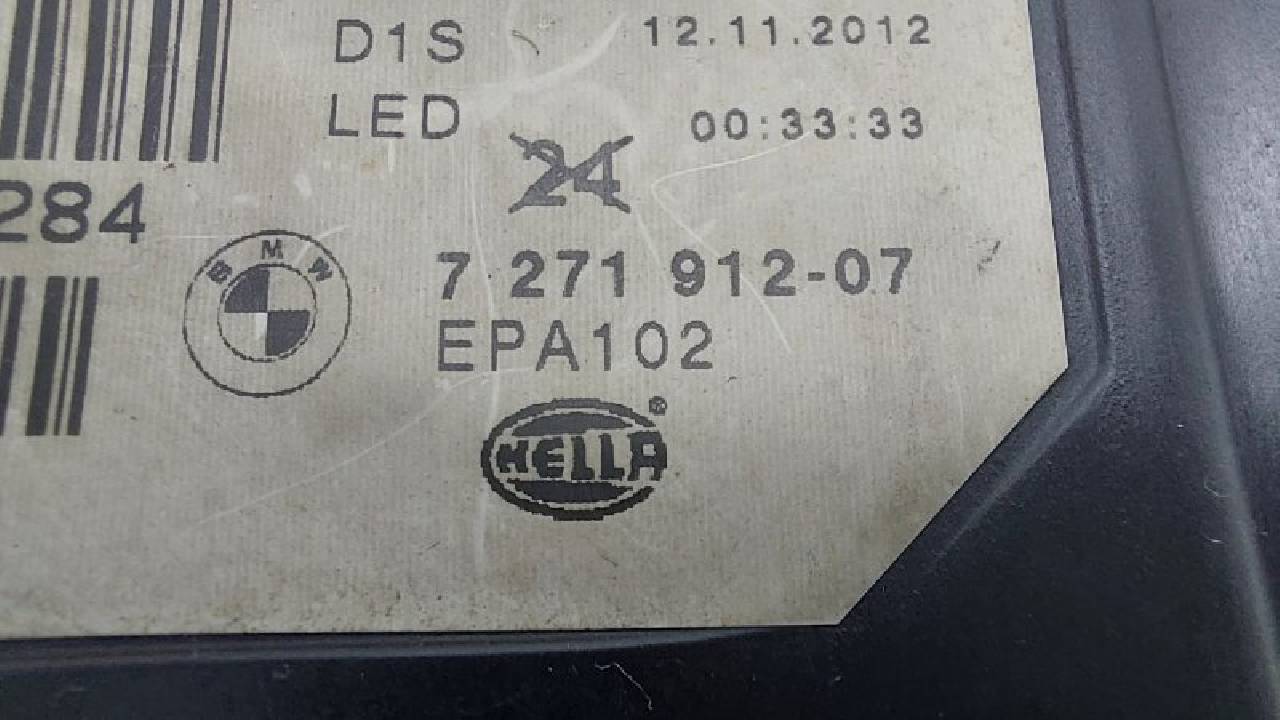 D1S
12.11.2012
LED
00:33:33
24
284
BMW
7 271 912-07
EPA102
HELLA®